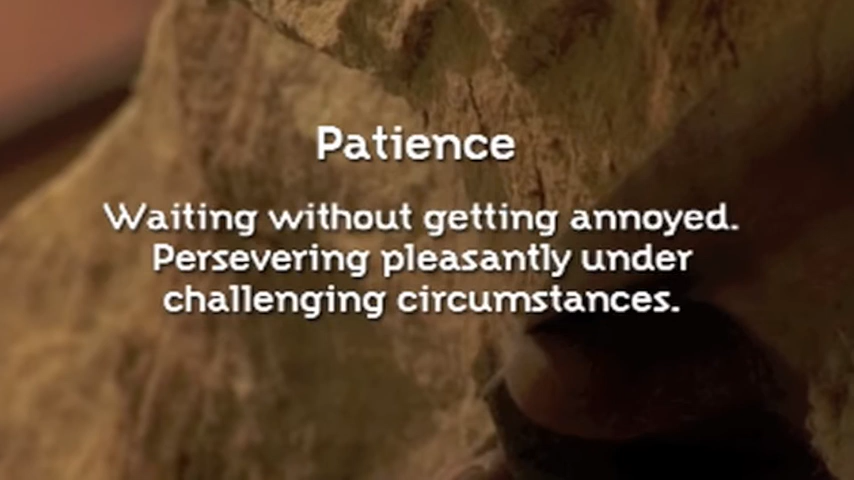 Patience
Waiting without getting annoyed.
Persevering pleasantly under
challenging circumstances.